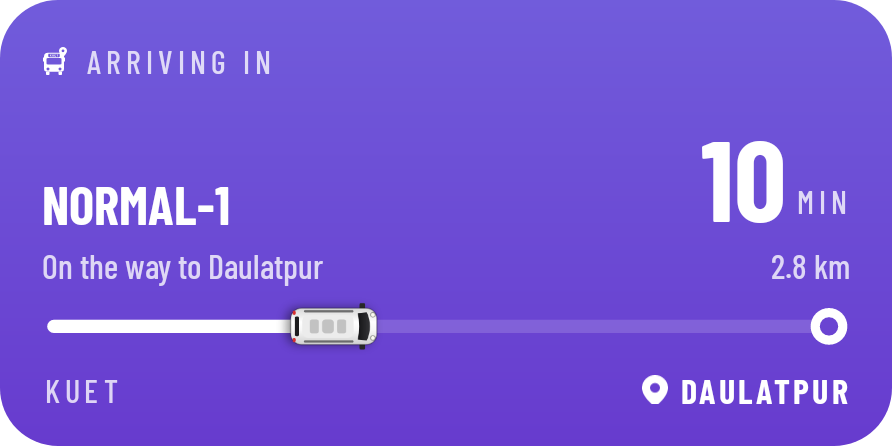 ARRIVING IN
NORMAL-1
10 MIN
On the way to Daulatpur
2.8 km
KUET
DAULATPUR